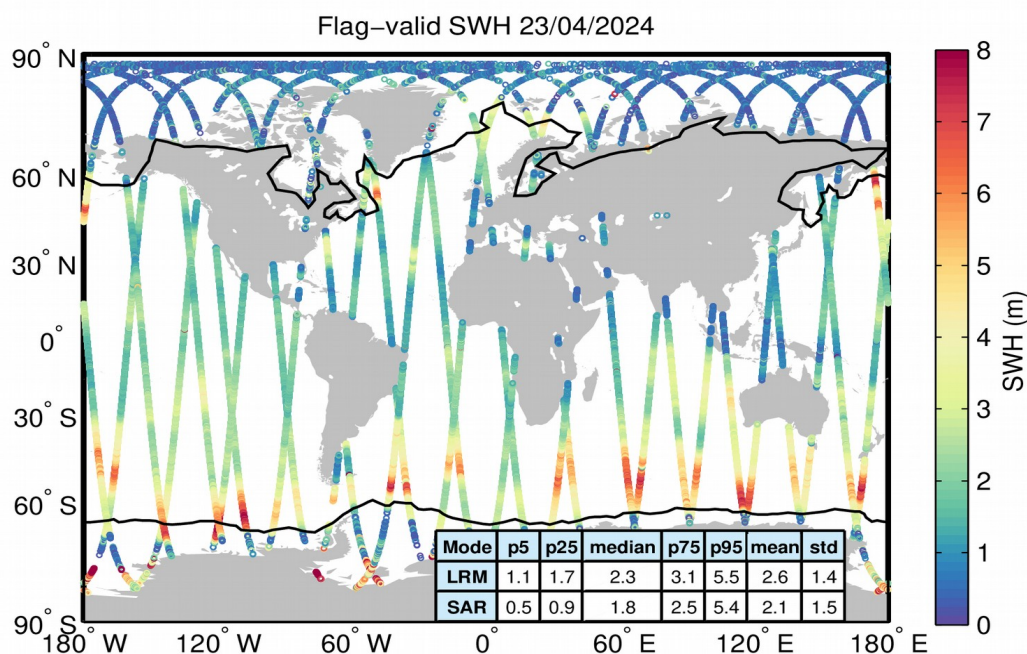 Flag−valid SWH 23/04/2024
90° N
60° N
30° N
0°
30° S
60° S
90° S
180° W
120° W
60° W
0°
60° E
120° E
180° E
Mode p5 p25 median p75 p95 mean std
LRM 1.1 1.7 2.3 3.1 5.5 2.6 1.4
SAR 0.5 0.9 1.8 2.5 5.4 2.1 1.5
8
7
6
5
4
3
2
1
0
SWH (m)